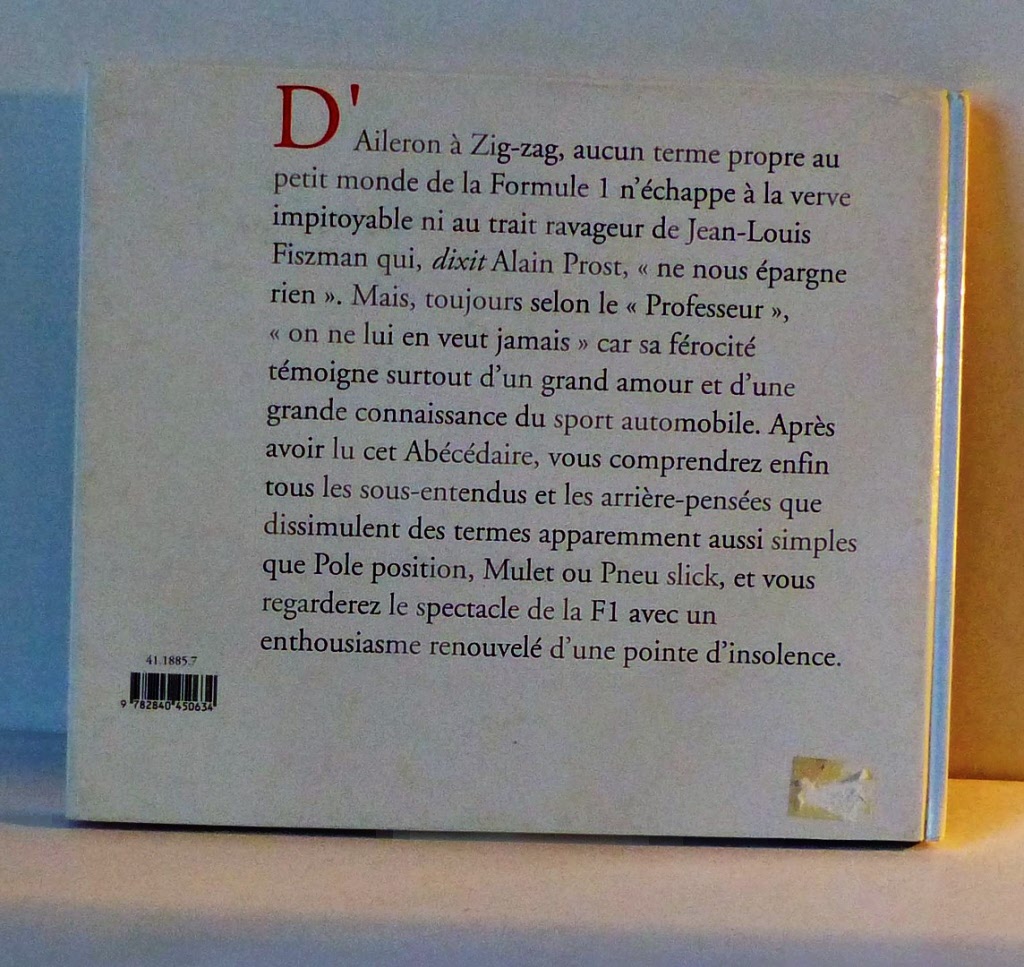 D'Aileron à Zig-zag, aucun terme propre au
petit monde de la Formule 1 n'échappe à la verve
impitoyable ni au trait ravageur de Jean-Louis
Fiszman qui, dixit Alain Prost, « ne nous épargne
rien ». Mais, toujours selon le « Professeur »,
« on ne lui en veut jamais » car sa férocité
témoigne surtout d'un grand amour et d'une
grande connaissance du sport automobile. Après
avoir lu cet Abécédaire, vous comprendrez enfin
tous les sous-entendus et les arrière-pensées que
dissimulent des termes apparemment aussi simples
que Pole position, Mulet ou Pneu slick, et vous
regarderez le spectacle de la F1 avec un
enthousiasme renouvelé d'une pointe d'insolence.
41.1885.7
9 782840 450634